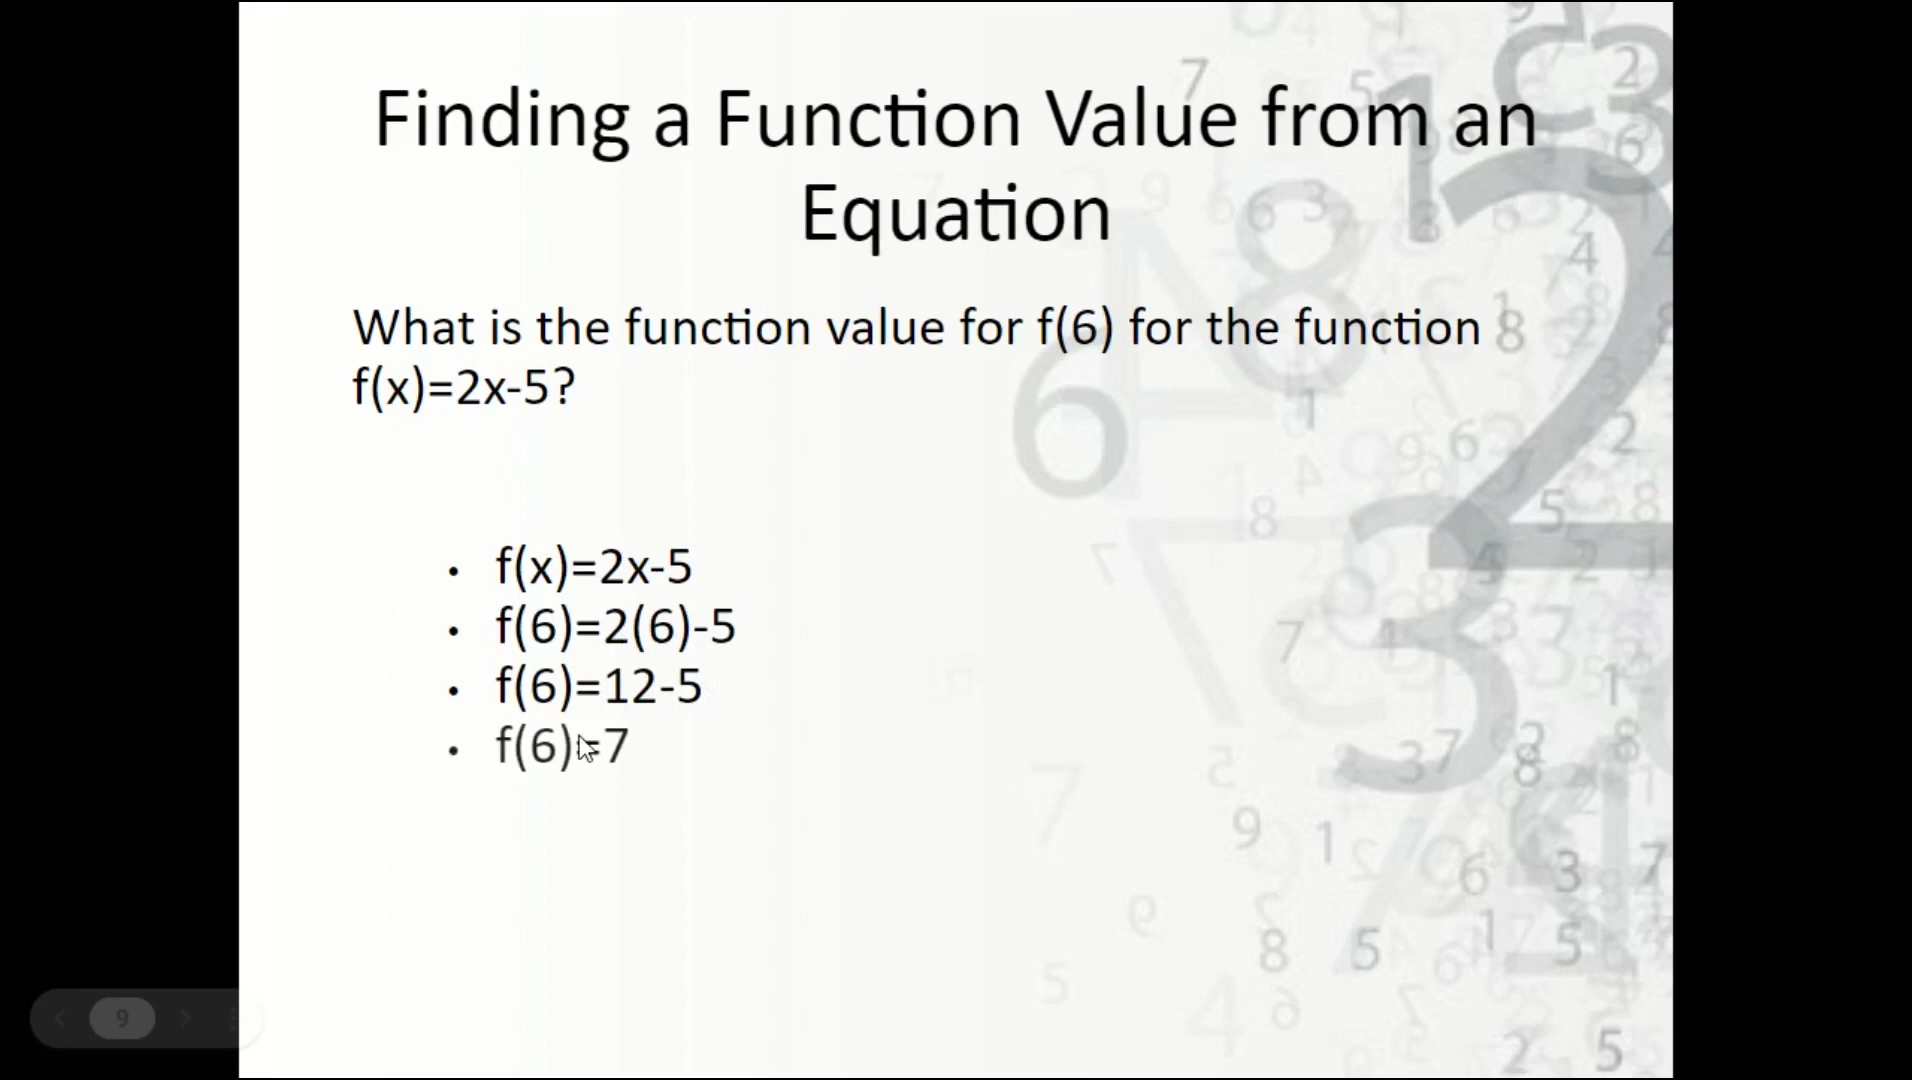 Finding a Function Value from an
Equation
What is the function value for f(6) for the function
f(x)=2x-5?
• f(x)=2x-5
• f(6)=2(6)-5
• f(6)=12-5
• f(6)=7
9